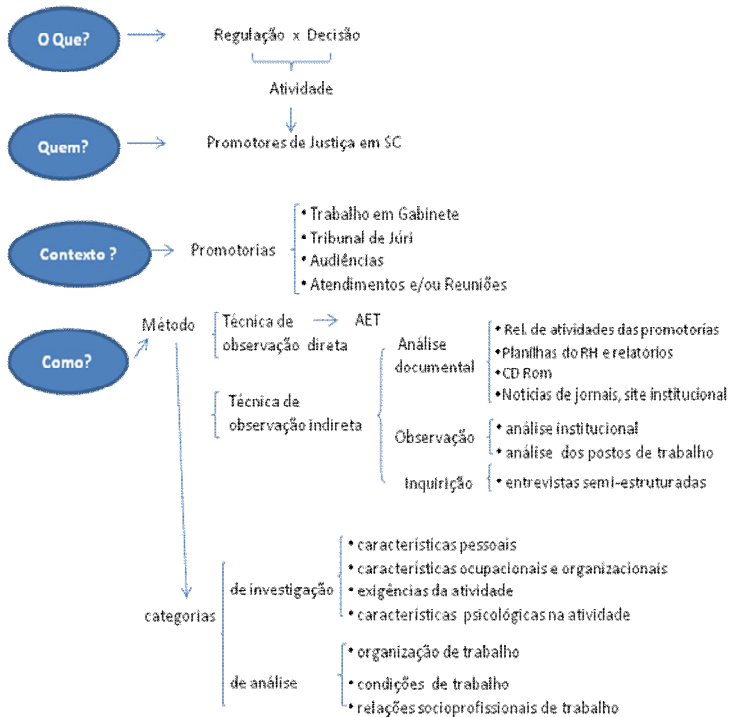 O Que?
Regulação x Decisão
Atividade
Quem?
Promotores de Justiça em SC
Contexto ?
Promotorias
• Trabalho em Gabinete
• Tribunal de Júri
• Audiências
• Atendimentos e/ou Reuniões
Como?
Método
Técnica de
observação direta
AET
Técnica de
observação indireta
Análise
documental
• Rel. de atividades das promotorias
• Planilhas do RH e relatórios
• CD Rom
• Notícias de jornais, site institucional
Observação
• análise institucional
• análise dos postos de trabalho
Inquirição
• entrevistas semi-estruturadas
categorias
de investigação
• características pessoais
• características ocupacionais e organizacionais
• exigências da atividade
• características psicológicas na atividade
de análise
• organização de trabalho
• condições de trabalho
• relações socioprofissionais de trabalho